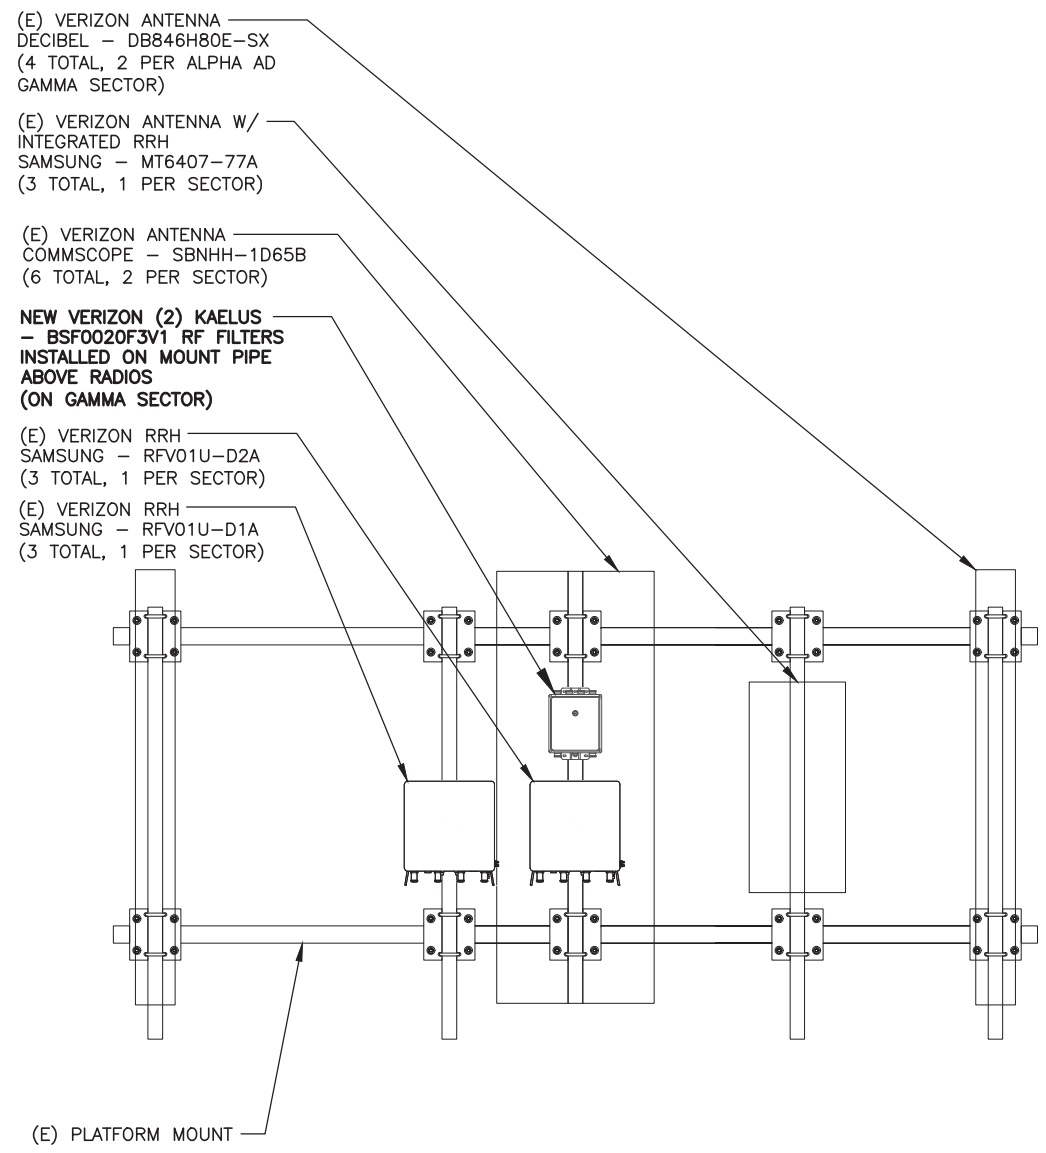 (E) VERIZON ANTENNA
DECIBEL – DB846H80E–SX
(4 TOTAL, 2 PER ALPHA AD
GAMMA SECTOR)
(E) VERIZON ANTENNA W/
INTEGRATED RRH
SAMSUNG – MT6407–77A
(3 TOTAL, 1 PER SECTOR)
(E) VERIZON ANTENNA
COMMSCOPE – SBNHH–1D65B
(6 TOTAL, 2 PER SECTOR)
NEW VERIZON (2) KAELUS
– BSF0020F3V1 RF FILTERS
INSTALLED ON MOUNT PIPE
ABOVE RADIOS
(ON GAMMA SECTOR)
(E) VERIZON RRH
SAMSUNG – RFV01U–D2A
(3 TOTAL, 1 PER SECTOR)
(E) VERIZON RRH
SAMSUNG – RFV01U–D1A
(3 TOTAL, 1 PER SECTOR)
(E) PLATFORM MOUNT